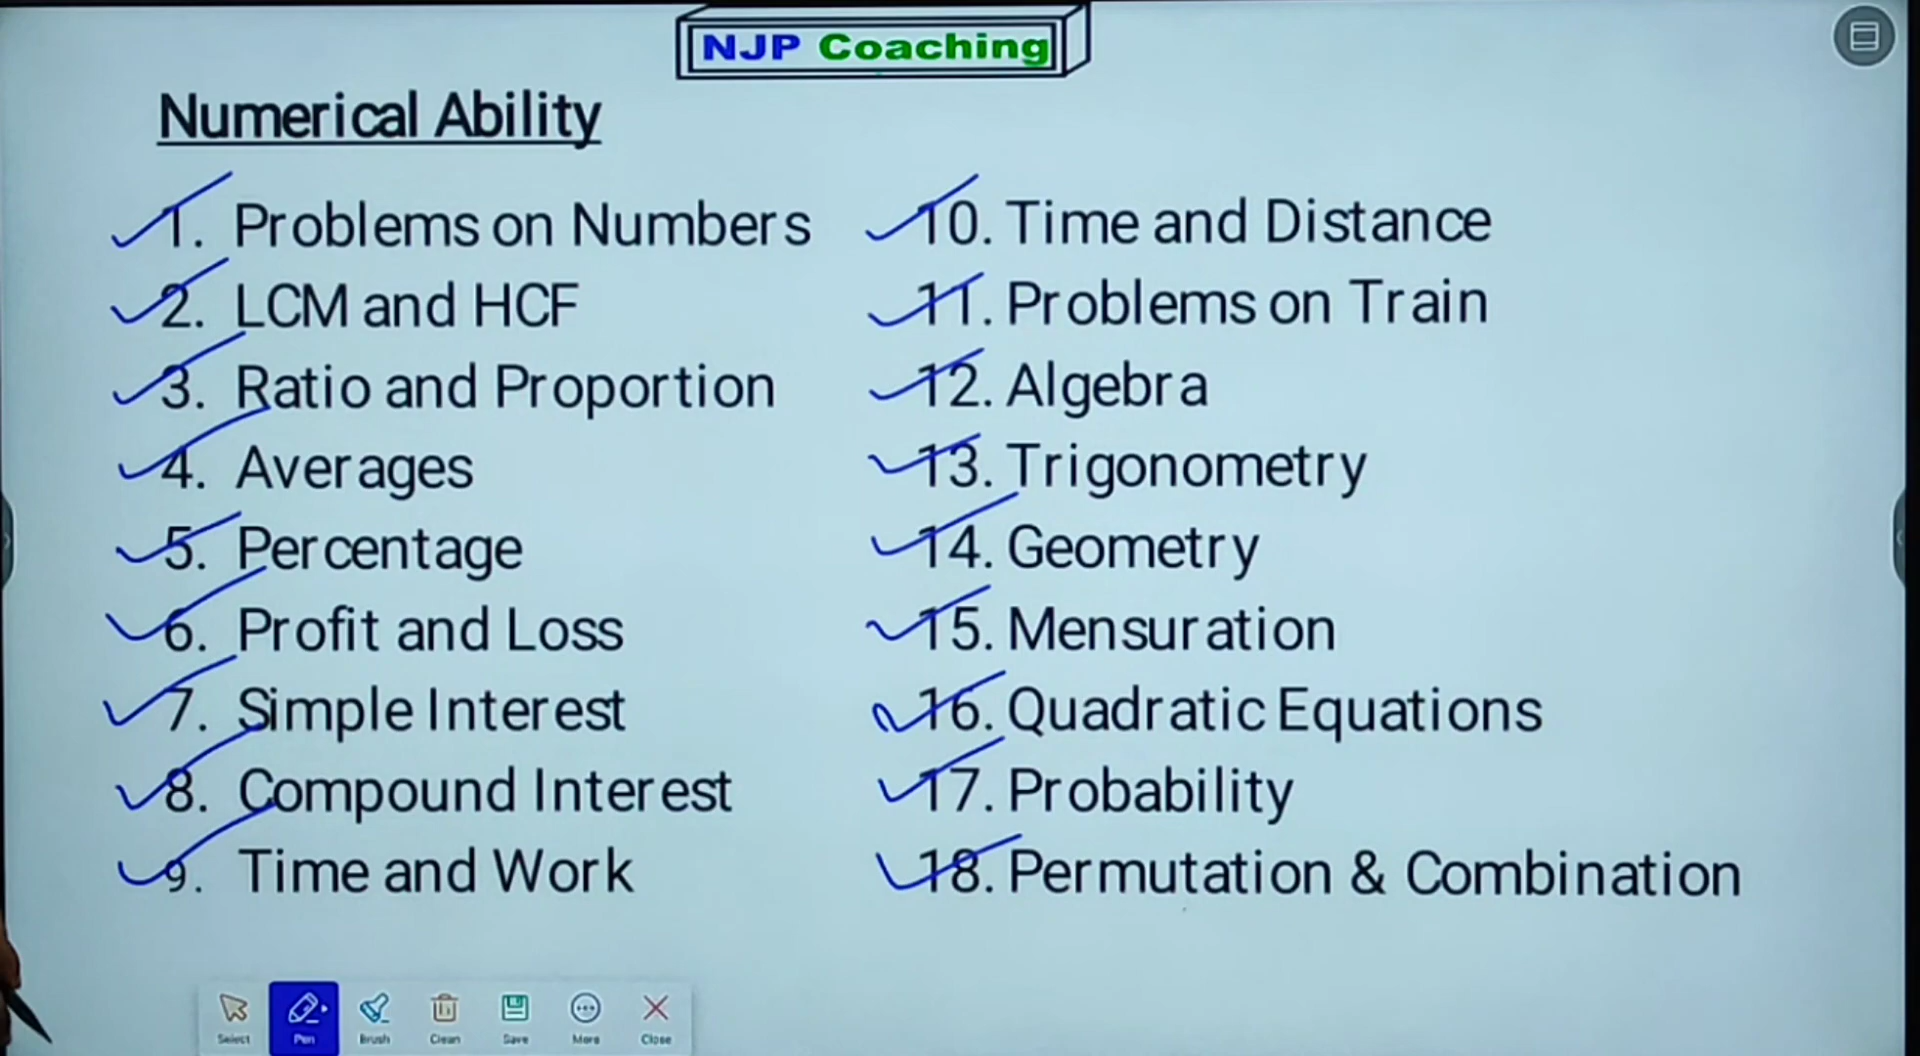 NJP Coaching
Numerical Ability
1. Problems on Numbers
2. LCM and HCF
3. Ratio and Proportion
4. Averages
5. Percentage
6. Profit and Loss
7. Simple Interest
8. Compound Interest
9. Time and Work
10. Time and Distance
11. Problems on Train
12. Algebra
13. Trigonometry
14. Geometry
15. Mensuration
16. Quadratic Equations
17. Probability
18. Permutation & Combination
Select Pen Brush Clean Save More Close